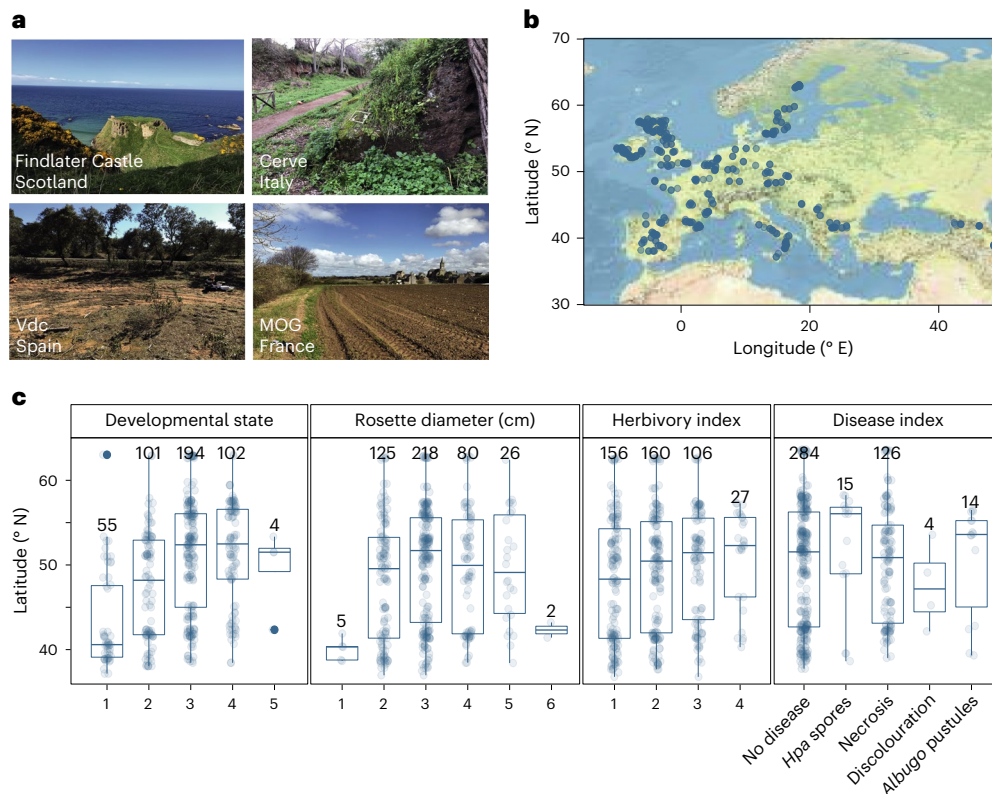 a
Findlater Castle
Scotland
Cerve
Italy
Vdc
Spain
MOG
France
b
Latitude (° N)
70
60
50
40
30
0 20 40
Longitude (° E)
c
Developmental state
Rosette diameter (cm)
Herbivory index
Disease index
Latitude (° N)
60
50
40
55 101 194 102 4
5 125 218 80 26 2
156 160 106 27
284 15 126 4 14
1 2 3 4 5
1 2 3 4 5 6
1 2 3 4
No disease
Hpa spores
Necrosis
Discolouration
Albugo pustules